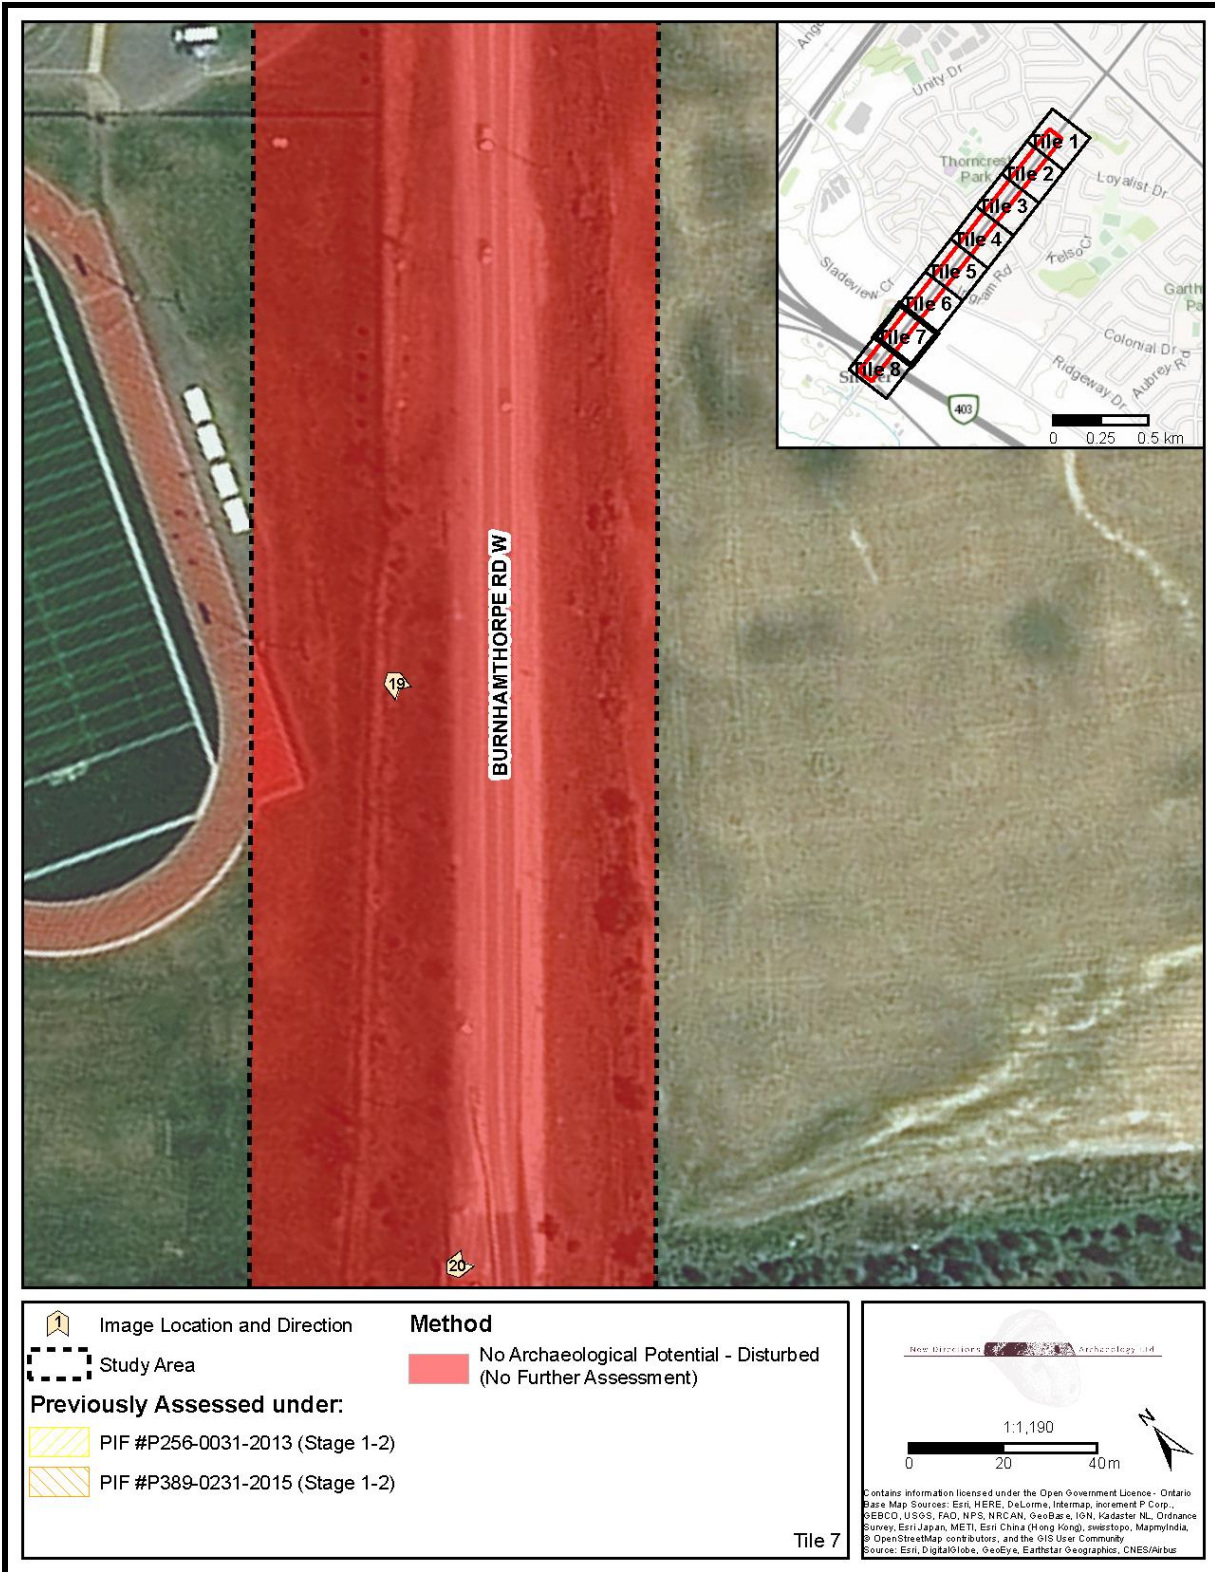 Unity Dr
Thorncrest
Park
Loyalist Dr
Kelso Cr
Sladeview Cr
Ingram Rd
Colonial Dr
Ridgeway Dr
Aubrey Rd
Tile 1
Tile 2
Tile 3
Tile 4
Tile 5
Tile 6
Tile 7
Tile 8
403
0 0.25 0.5 km
BURNHAMTHORPE RD W
19
20
1 Image Location and Direction
Study Area
Previously Assessed under:
PIF #P256-0031-2013 (Stage 1-2)
PIF #P389-0231-2015 (Stage 1-2)
Method
No Archaeological Potential - Disturbed
(No Further Assessment)
Tile 7
New Directions Archaeology Ltd
1:1,190
0 20 40 m
N
Contains information licensed under the Open Government Licence - Ontario
Base Map Sources: Esri, HERE, DeLorme, Intermap, increment P Corp.,
GEBCO, USGS, FAO, NPS, NRCAN, GeoBase, IGN, Kadaster NL, Ordnance
Survey, Esri Japan, METI, Esri China (Hong Kong), swisstopo, MapmyIndia,
© OpenStreetMap contributors, and the GIS User Community
Source: Esri, DigitalGlobe, GeoEye, Earthstar Geographics, CNES/Airbus